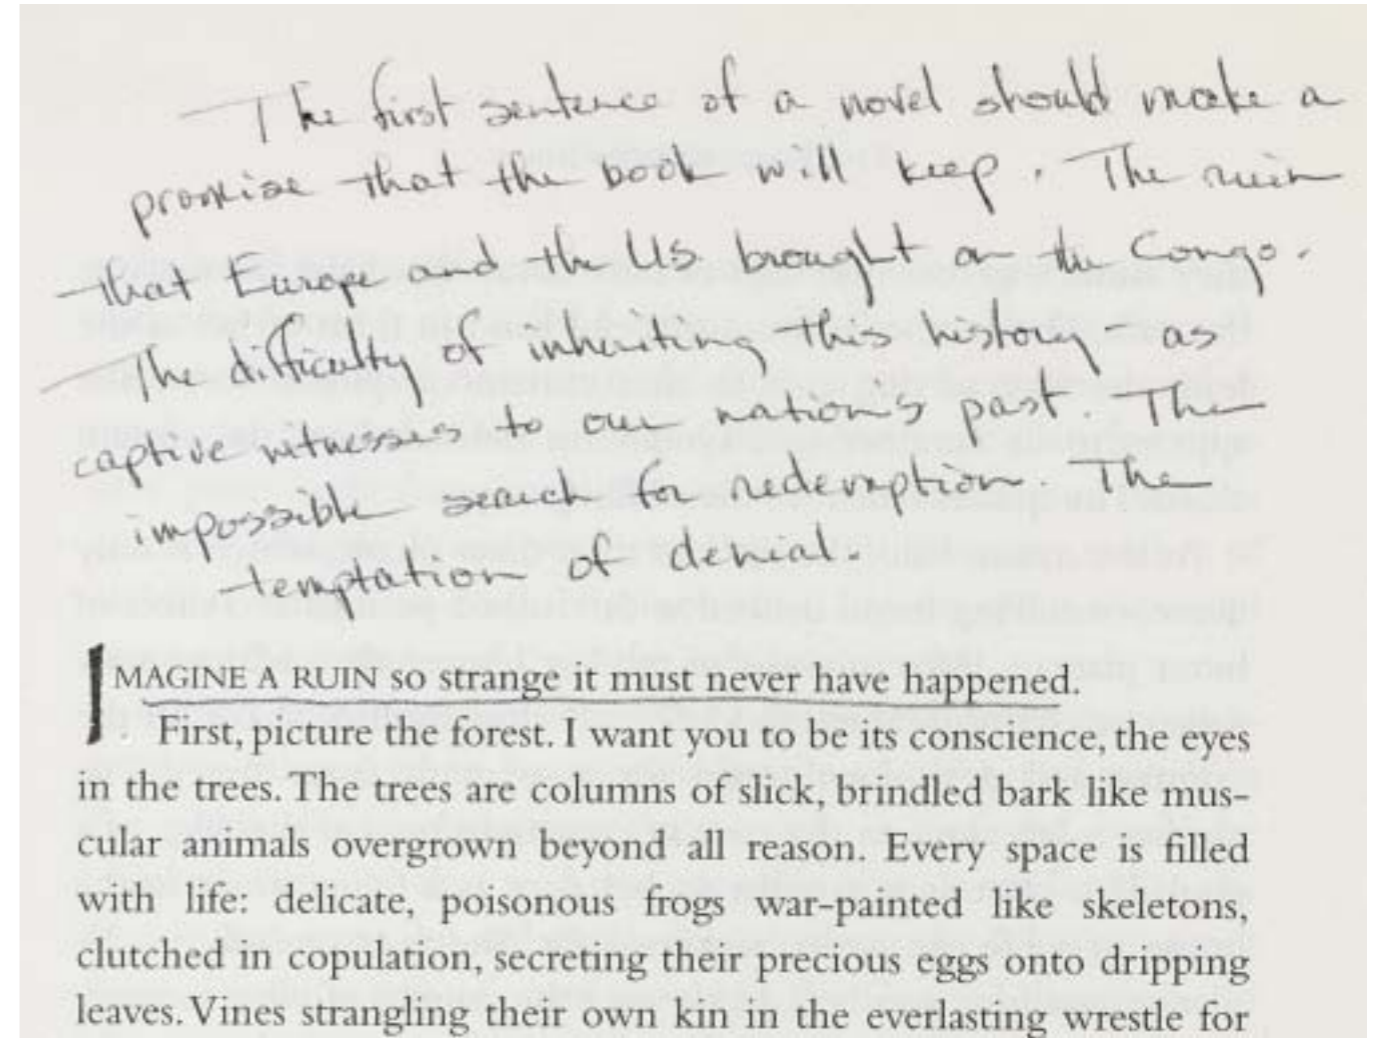 The first sentence of a novel should make a
promise that the book will keep. The ruin
that Europe and the US brought on the Congo.
The difficulty of inheriting this history as
captive witnesses to our nation's past. The
impossible search for redemption. The
temptation of denial.
IMAGINE A RUIN so strange it must never have happened.
First, picture the forest. I want you to be its conscience, the eyes
in the trees. The trees are columns of slick, brindled bark like mus-
cular animals overgrown beyond all reason. Every space is filled
with life: delicate, poisonous frogs war-painted like skeletons,
clutched in copulation, secreting their precious eggs onto dripping
leaves. Vines strangling their own kin in the everlasting wrestle for